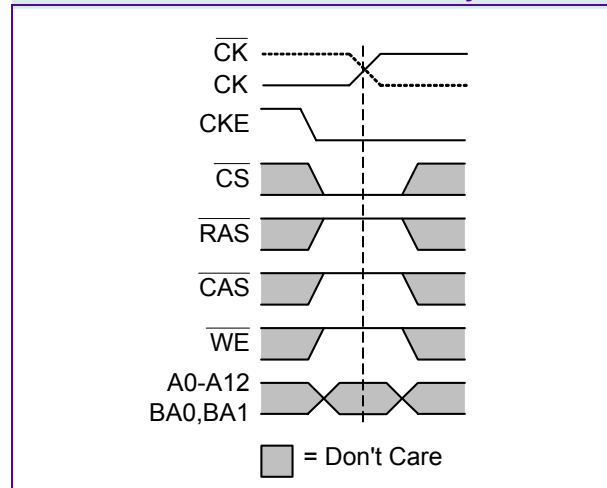 CK
CK
CKE
CS
RAS
CAS
WE
A0-A12
BA0,BA1
= Don't Care